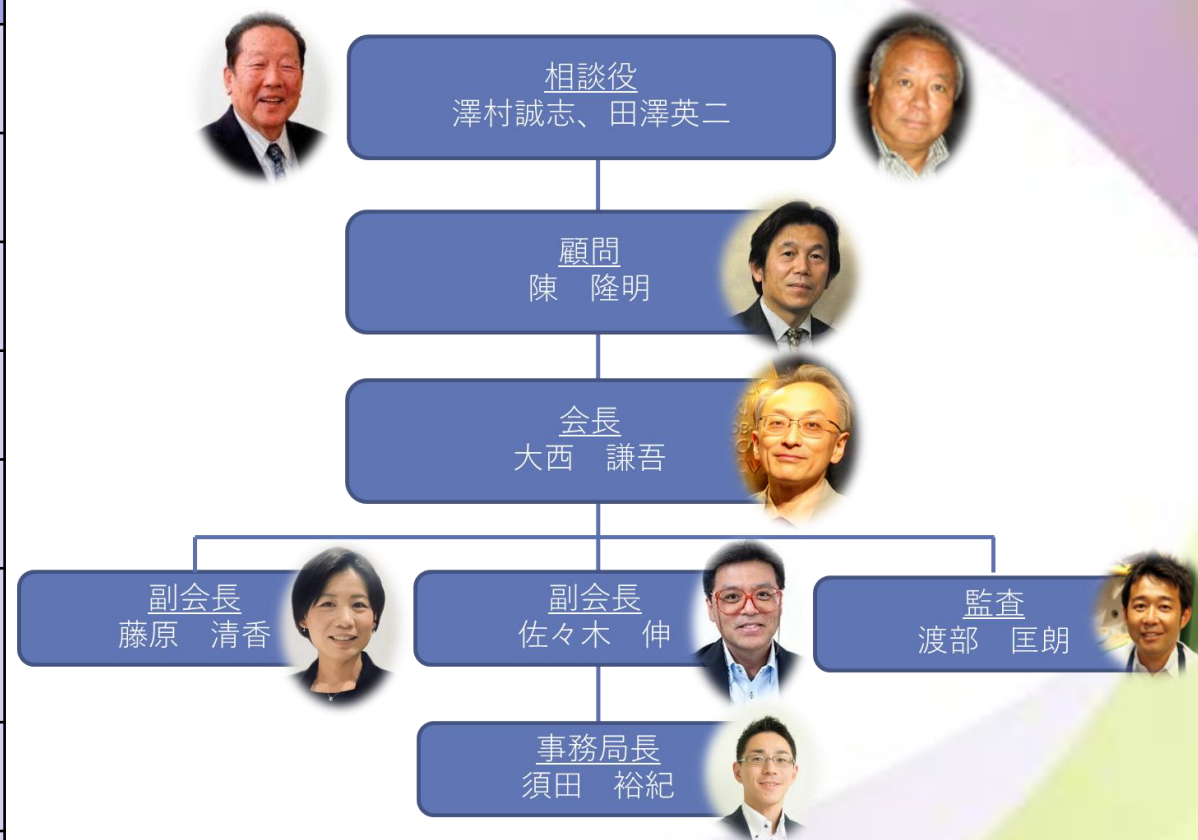 相談役
澤村誠志、田澤英二
顧問
陳　隆明
会長
大西　謙吾
副会長
藤原　清香
副会長
佐々木　伸
監査
渡部　匡朗
事務局長
須田　裕紀